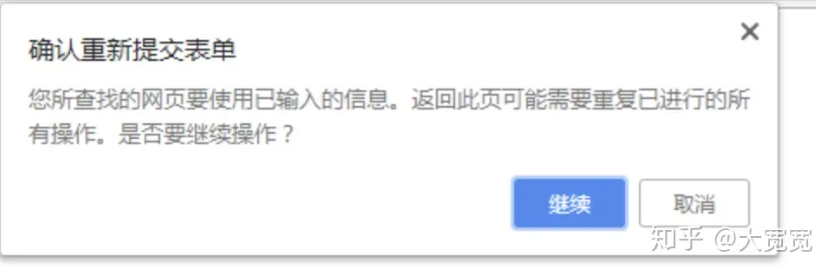 确认重新提交表单
您所查找的网页要使用已输入的信息。返回此页可能需要重复已进行的所
有操作。是否要继续操作？
继续
取消
知乎 @大宽宽